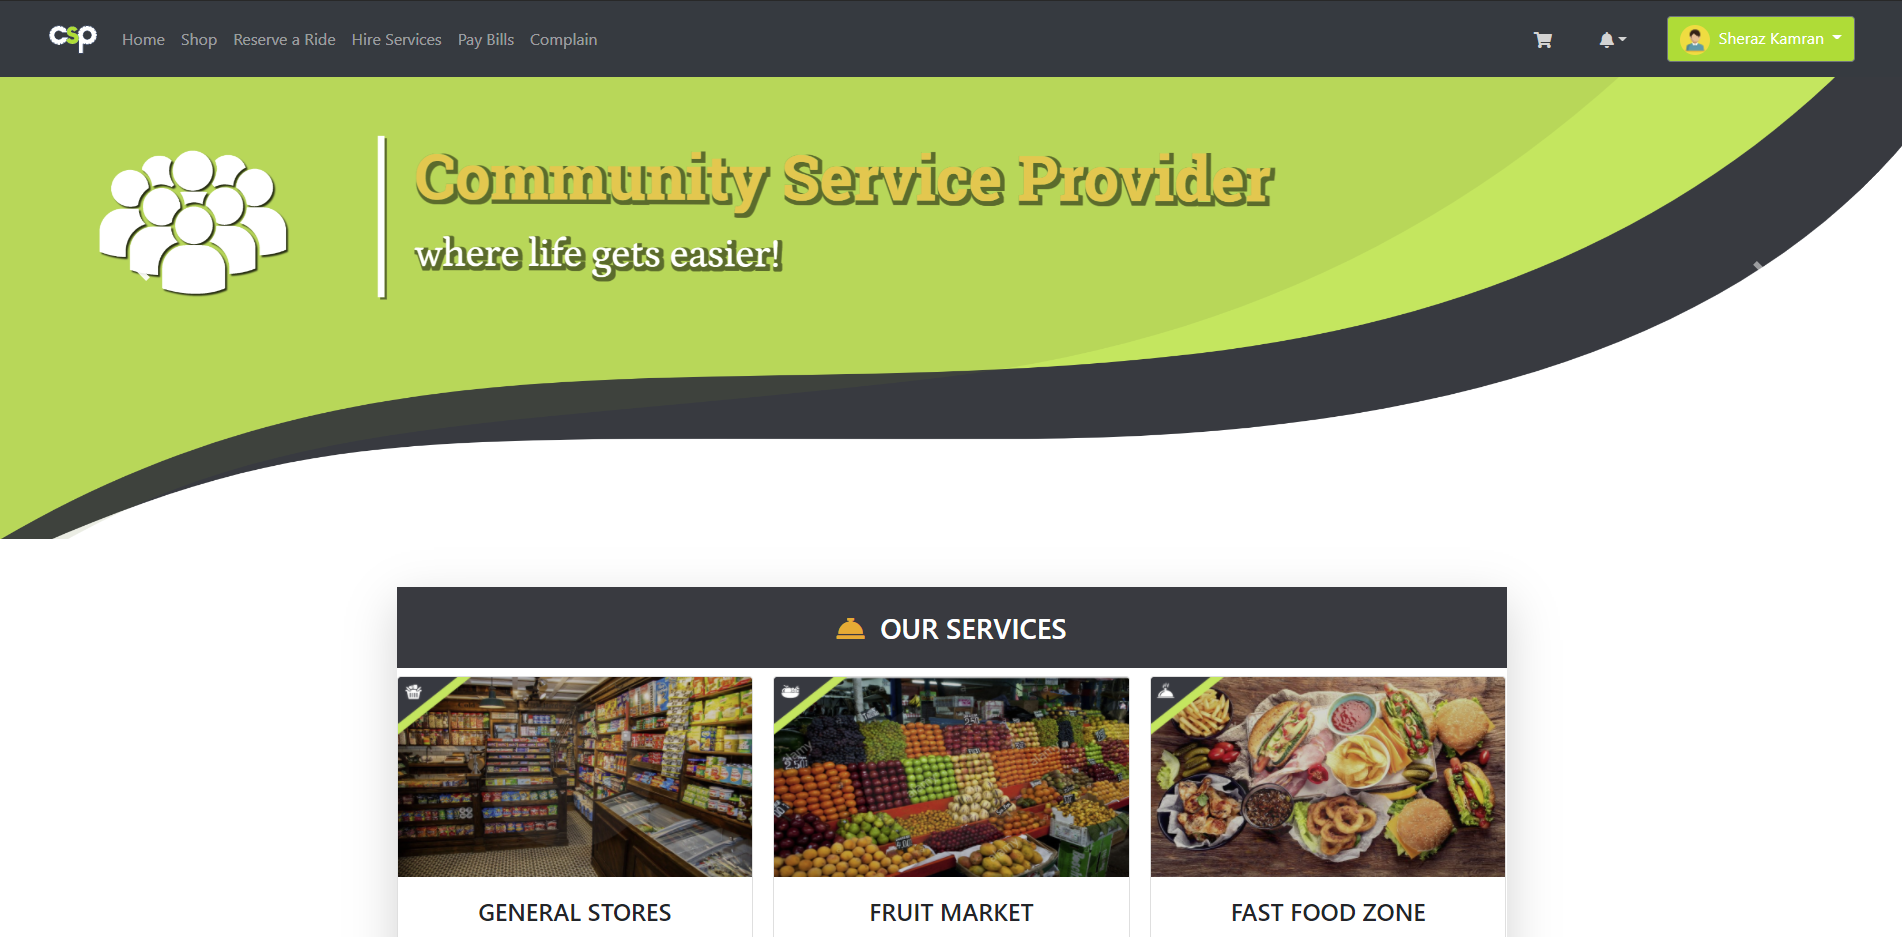 csp Home Shop Reserve a Ride Hire Services Pay Bills Complain Sheraz Kamran
Community Service Provider
where life gets easier!
OUR SERVICES
GENERAL STORES
FRUIT MARKET
FAST FOOD ZONE